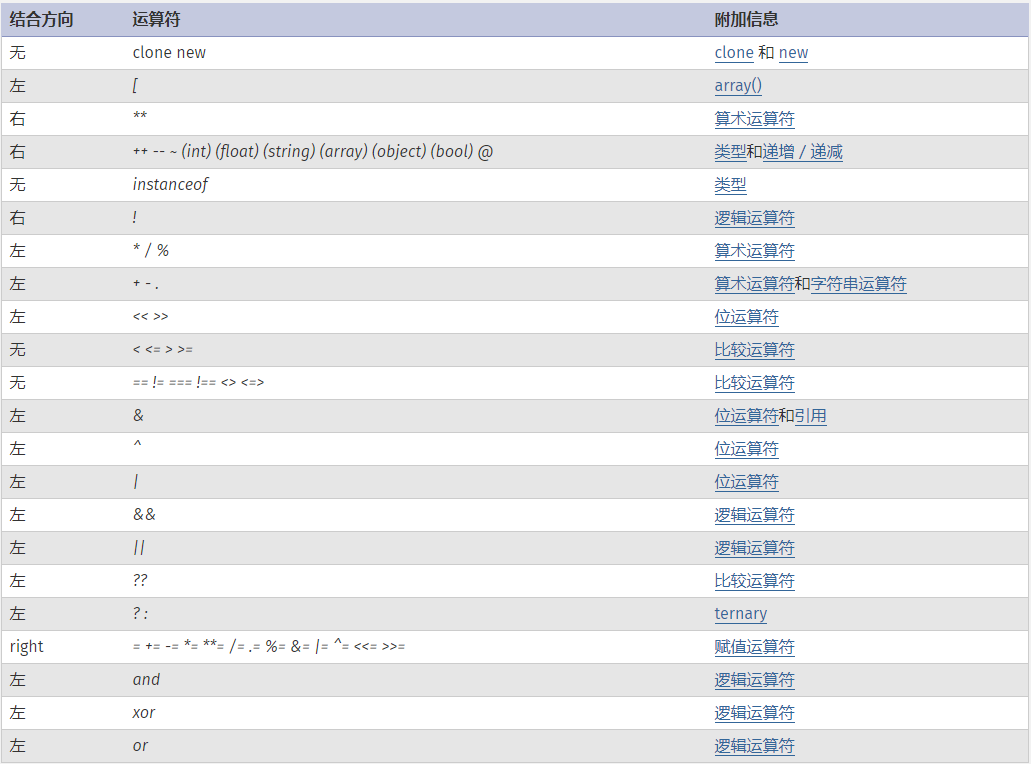 结合方向 运算符 附加信息
无 clone new clone 和 new
左 [ array()
右 ** 算术运算符
右 ++ -- ~ (int) (float) (string) (array) (object) (bool) @ 类型和递增 / 递减
无 instanceof 类型
右 ! 逻辑运算符
左 * / % 算术运算符
左 + - . 算术运算符和字符串运算符
左 << >> 位运算符
无 < <= > >= 比较运算符
无 == != === !== <> <=> 比较运算符
左 & 位运算符和引用
左 ^ 位运算符
左 | 位运算符
左 && 逻辑运算符
左 || 逻辑运算符
左 ?? 比较运算符
左 ? : ternary
right = += -= *= **= /= .= %= &= |= ^= <<= >>= 赋值运算符
左 and 逻辑运算符
左 xor 逻辑运算符
左 or 逻辑运算符